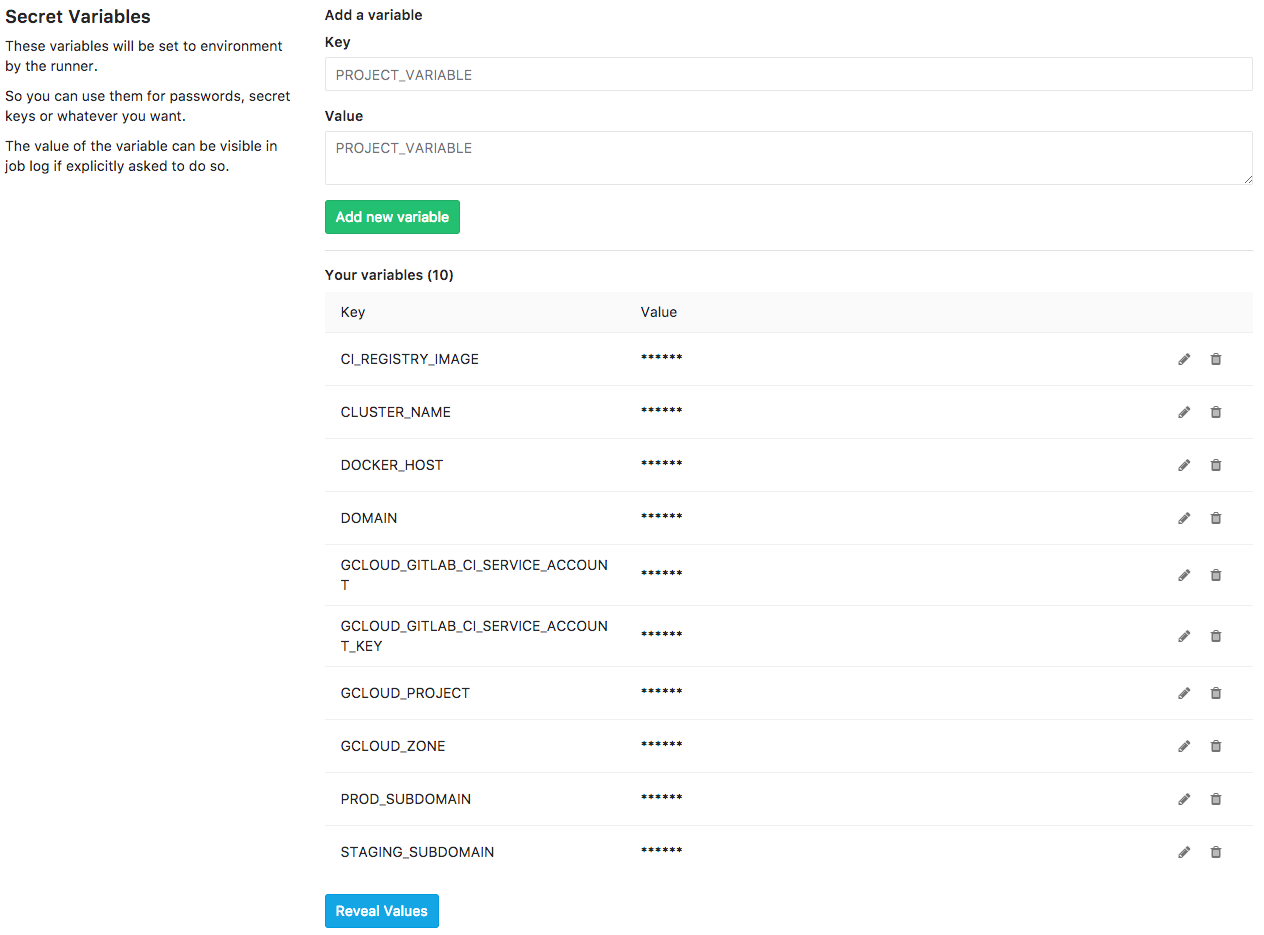 Secret Variables
These variables will be set to environment
by the runner.
So you can use them for passwords, secret
keys or whatever you want.
The value of the variable can be visible in
job log if explicitly asked to do so.
Add a variable
Key
PROJECT_VARIABLE
Value
PROJECT_VARIABLE
Add new variable
Your variables (10)
Key Value
CI_REGISTRY_IMAGE ******
CLUSTER_NAME ******
DOCKER_HOST ******
DOMAIN ******
GCLOUD_GITLAB_CI_SERVICE_ACCOUN
T ******
GCLOUD_GITLAB_CI_SERVICE_ACCOUN
T_KEY ******
GCLOUD_PROJECT ******
GCLOUD_ZONE ******
PROD_SUBDOMAIN ******
STAGING_SUBDOMAIN ******
Reveal Values